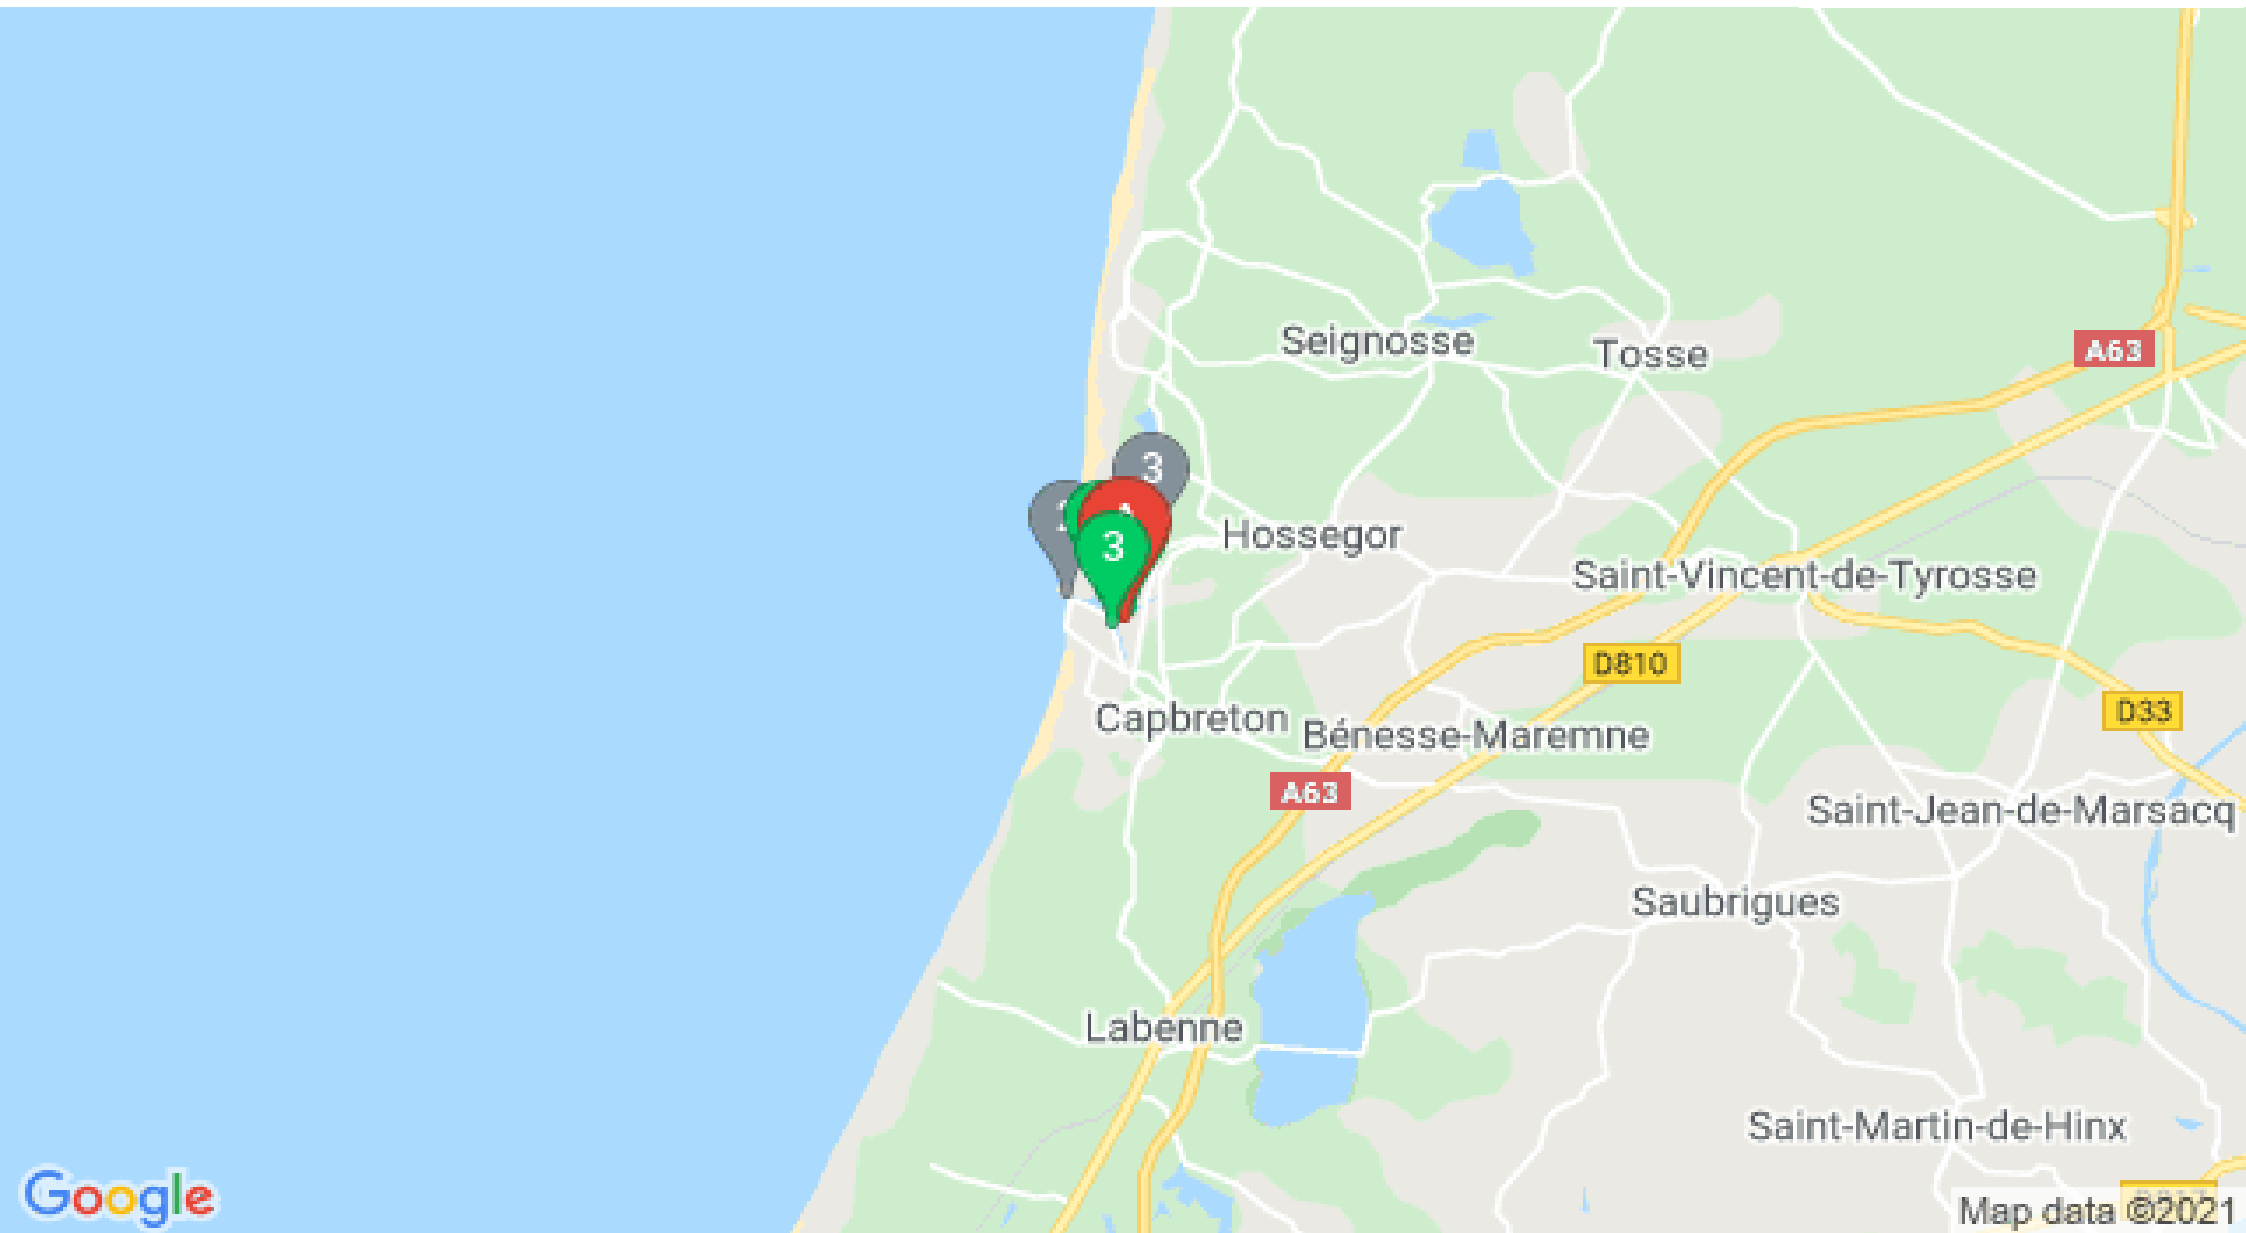 Seignosse
Tosse
A63
3
3
Hossegor
Saint-Vincent-de-Tyrosse
D810
D33
Capbreton
Bénesse-Maremne
A63
Saint-Jean-de-Marsacq
Saubrigues
Labenne
Saint-Martin-de-Hinx
Google
Map data ©2021